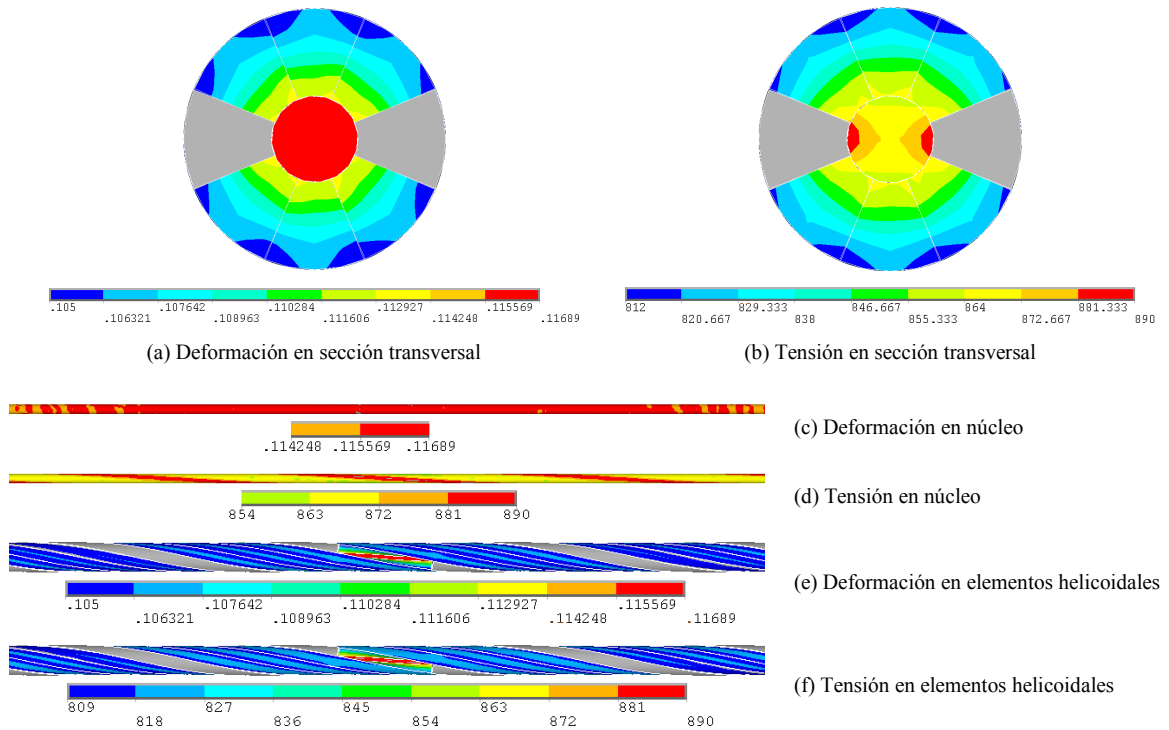 .105 .107642 .110284 .112927 .115569
.106321 .108963 .111606 .114248 .11689
(a) Deformación en sección transversal
812 829.333 846.667 864 881.333
820.667 838 855.333 872.667 890
(b) Tensión en sección transversal
.114248 .115569 .11689
(c) Deformación en núcleo
854 863 872 881 890
(d) Tensión en núcleo
.105 .107642 .110284 .112927 .115569
.106321 .108963 .111606 .114248 .11689
(e) Deformación en elementos helicoidales
809 827 845 863 881
818 836 854 872 890
(f) Tensión en elementos helicoidales